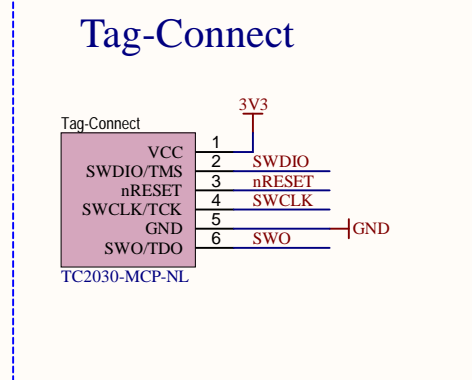 Tag-Connect
3V3
Tag-Connect
VCC 1
SWDIO/TMS 2 SWDIO
nRESET 3 nRESET
SWCLK/TCK 4 SWCLK
GND 5 GND
SWO/TDO 6 SWO
TC2030-MCP-NL